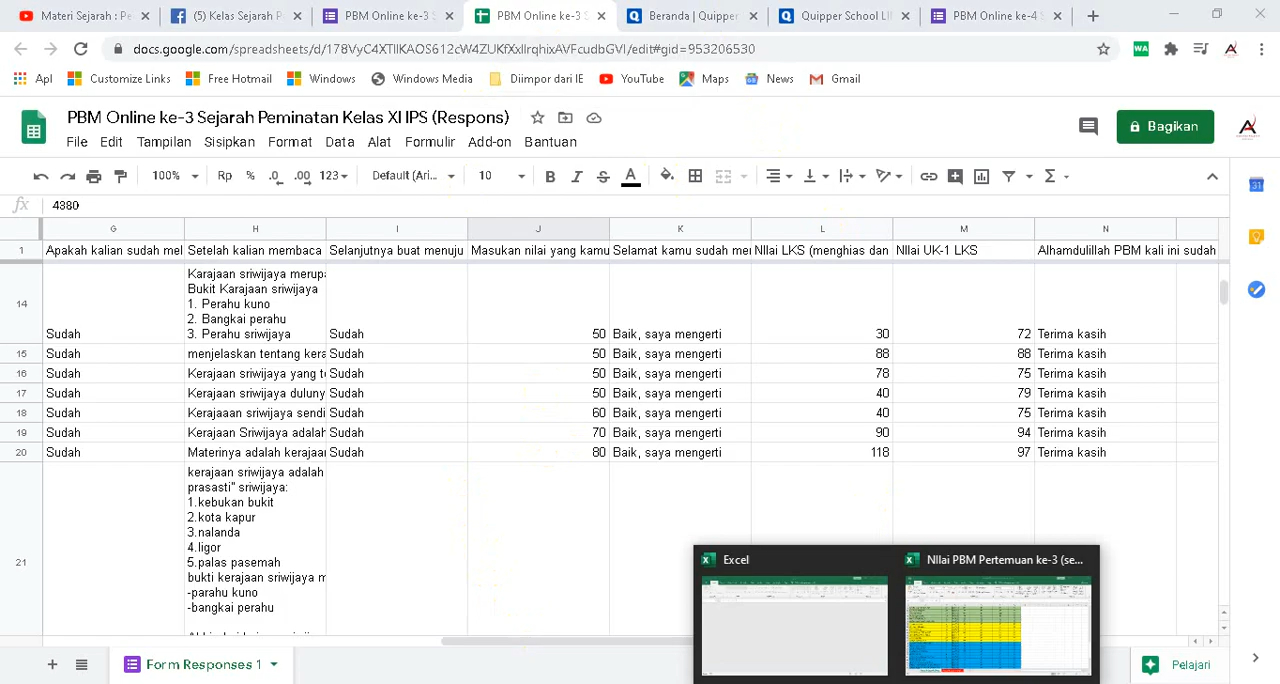 Materi Sejarah : Pe
(5) Kelas Sejarah P
PBM Online ke-3 S
PBM Online ke-3 S
Beranda | Quipper
Quipper School Li
PBM Online ke-4 S
docs.google.com/spreadsheets/d/178VyC4XTIlKAOS612cW4ZUKfXxllrqhixAVFcudbGVI/edit#gid=953206530
Apl
Customize Links
Free Hotmail
Windows
Windows Media
Diimpor dari IE
YouTube
Maps
News
Gmail
PBM Online ke-3 Sejarah Peminatan Kelas XI IPS (Respons)
File Edit Tampilan Sisipkan Format Data Alat Formulir Add-on Bantuan
Bagikan
100% Rp % .0 .00 123 Default (Ari... 10 B I S A
fx 4380
G H I J K L M N
1 Apakah kalian sudah mel Setelah kalian membaca Selanjutnya buat menuju Masukan nilai yang kamu Selamat kamu sudah mer NIlai LKS (menghias dan NIlai UK-1 LKS Alhamdulillah PBM kali ini sudah
Karajaan sriwijaya merup
Bukit Karajaan sriwijaya
1. Perahu kuno
2. Bangkai perahu
14 Sudah 3. Perahu sriwijaya Sudah 50 Baik, saya mengerti 30 72 Terima kasih
15 Sudah menjelaskan tentang kera Sudah 50 Baik, saya mengerti 88 88 Terima kasih
16 Sudah Kerajaan sriwijaya yang te Sudah 50 Baik, saya mengerti 78 75 Terima kasih
17 Sudah Kerajaan sriwijaya duluny Sudah 50 Baik, saya mengerti 40 79 Terima kasih
18 Sudah Kerajaaan sriwijaya sendi Sudah 60 Baik, saya mengerti 40 75 Terima kasih
19 Sudah Kerajaan Sriwijaya adalah Sudah 70 Baik, saya mengerti 90 94 Terima kasih
20 Sudah Materinya adalah kerajaan Sudah 80 Baik, saya mengerti 118 97 Terima kasih
kerajaan sriwijaya adalah
prasasti" sriwijaya:
1.kebukan bukit
2.kota kapur
3.nalanda
4.ligor
21
bangkai perahu
Excel
NIlai PBM Pertemuan ke-3 (se...
Form Responses 1
Pelajari